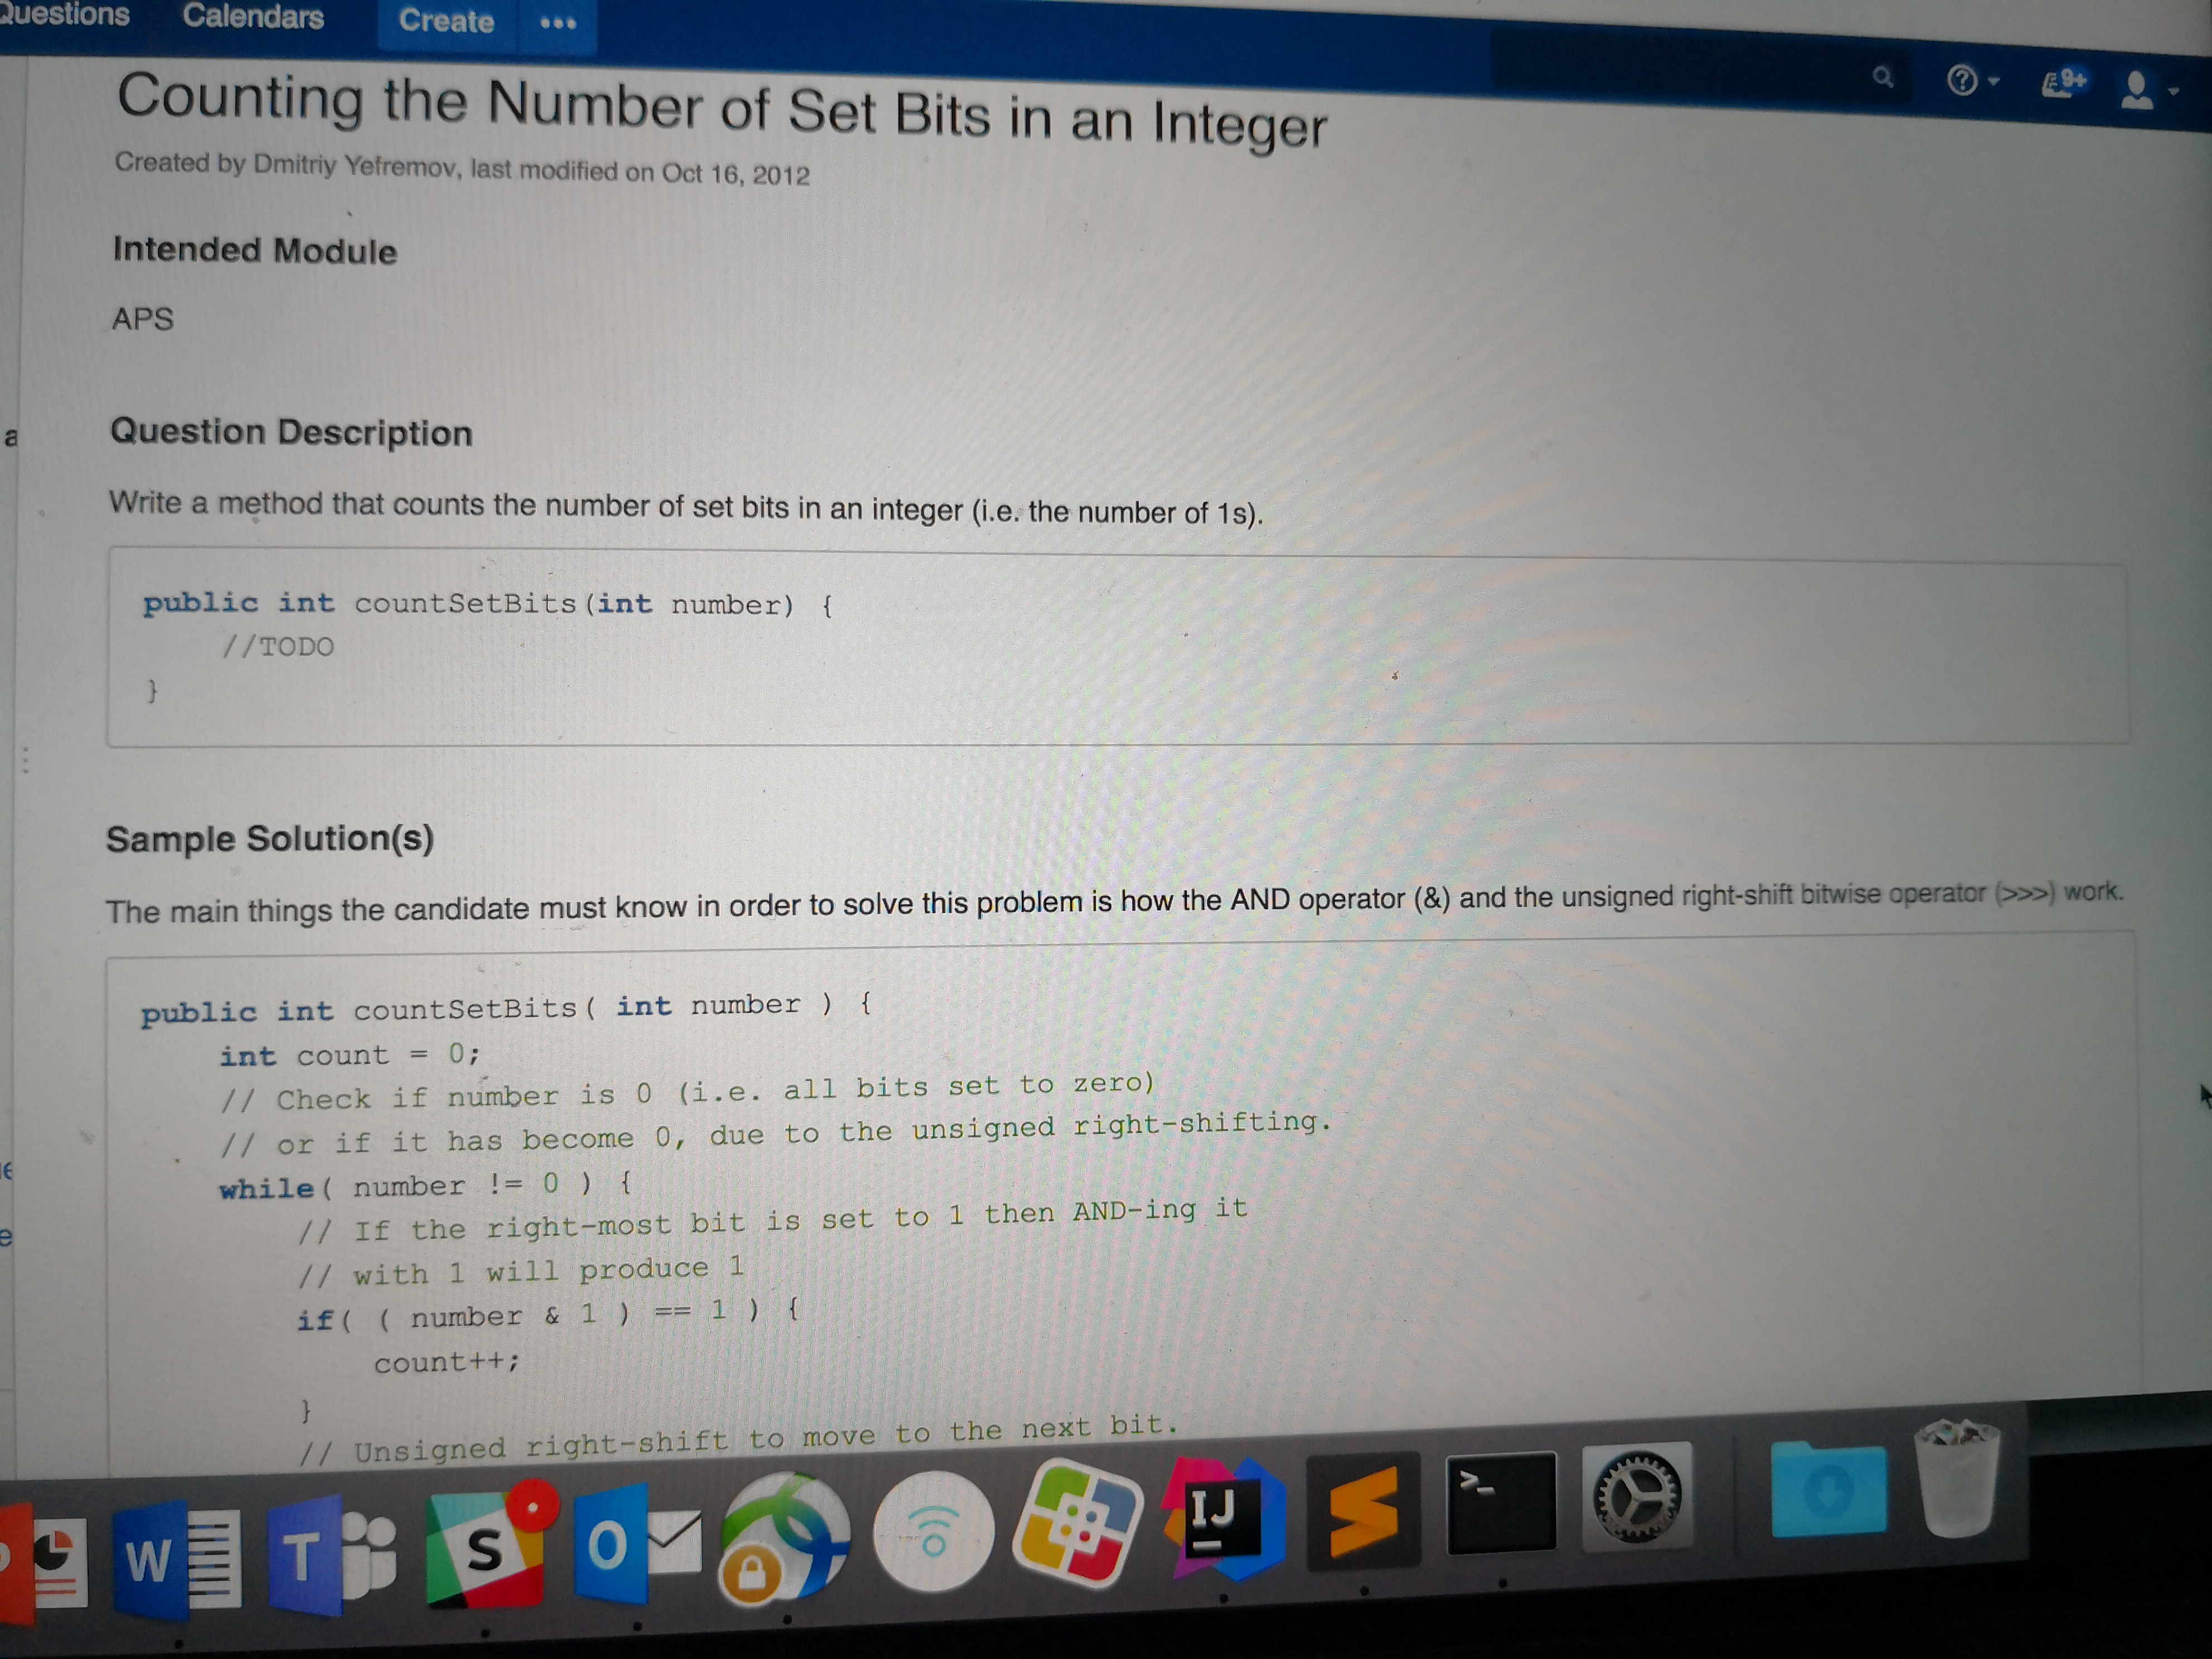 Questions Calendars Create
9+
Counting the Number of Set Bits in an Integer
Created by Dmitriy Yefremov, last modified on Oct 16, 2012
Intended Module
APS
a
Question Description
Write a method that counts the number of set bits in an integer (i.e. the number of 1s).
public int countSetBits(int number) {
//TODO
}
Sample Solution(s)
The main things the candidate must know in order to solve this problem is how the AND operator (&) and the unsigned right-shift bitwise operator (>>>) work.
public int countSetBits( int number ) {
int count = 0;
// Check if number is 0 (i.e. all bits set to zero)
// or if it has become 0, due to the unsigned right-shifting.
while( number != 0 ) {
e
// If the right-most bit is set to 1 then AND-ing it
// with 1 will produce 1
if( ( number & 1 ) == 1 ) {
count++;
}
// Unsigned right-shift to move to the next bit.
W T S O IJ >_